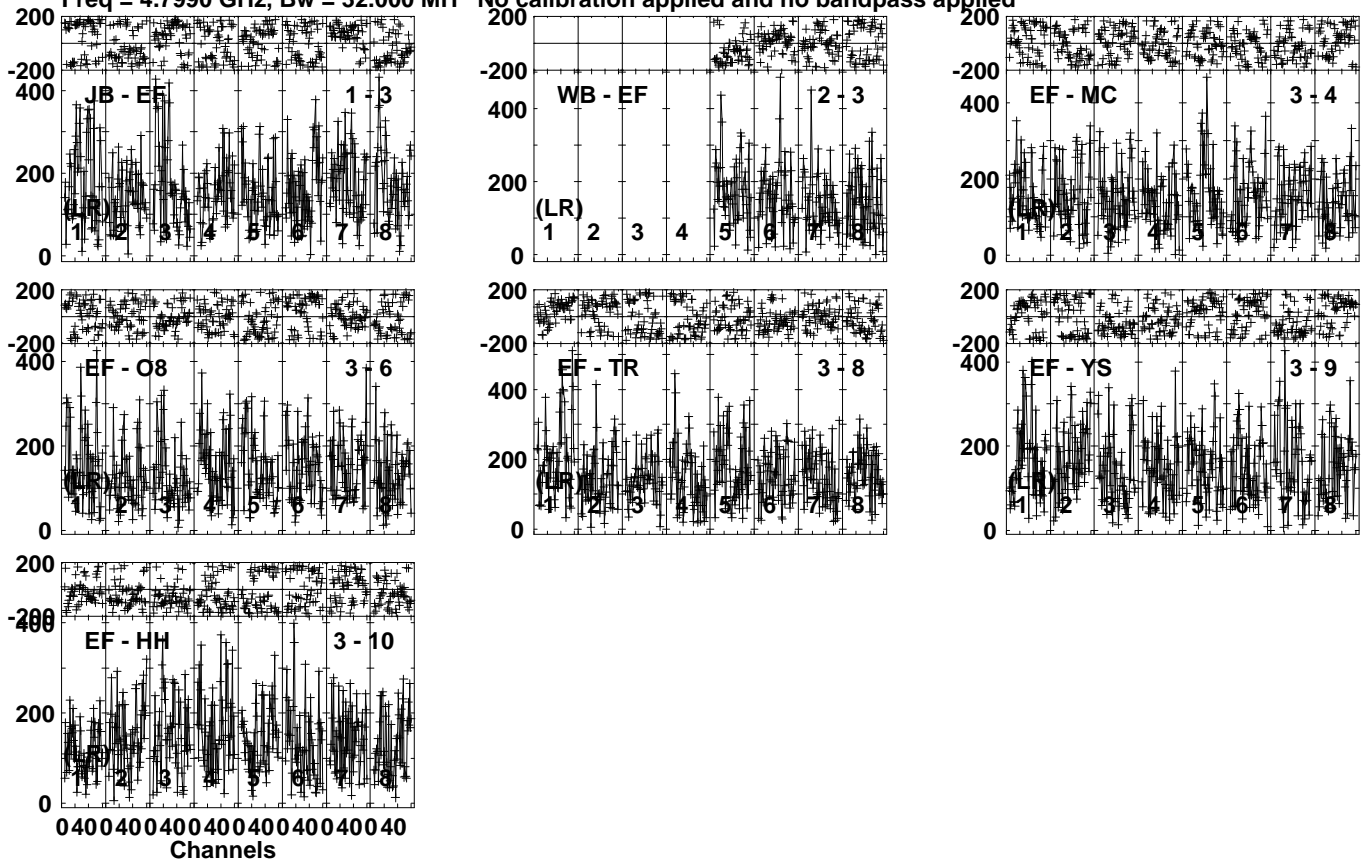 Freq = 4.7990 GHz, Bw = 32.000 MH No calibration applied and no bandpass applied
200
-200
JB - EF 1 - 3
400
200
0
(LR)
1 2 3 4 5 6 7 8
200
-200
WB - EF 2 - 3
400
200
0
(LR)
1 2 3 4 5 6 7 8
200
-200
EF - MC 3 - 4
400
200
0
(LR)
1 2 3 4 5 6 7 8
200
-200
EF - O8 3 - 6
400
200
0
(LR)
1 2 3 4 5 6 7 8
200
-200
EF - TR 3 - 8
400
200
0
(LR)
1 2 3 4 5 6 7 8
200
-200
EF - YS 3 - 9
400
200
0
(LR)
1 2 3 4 5 6 7 8
200
-200
EF - HH 3 - 10
400
200
0
(LR)
1 2 3 4 5 6 7 8
0 40 0 40 0 40 0 40 0 40 0 40 0 40 0 40
Channels